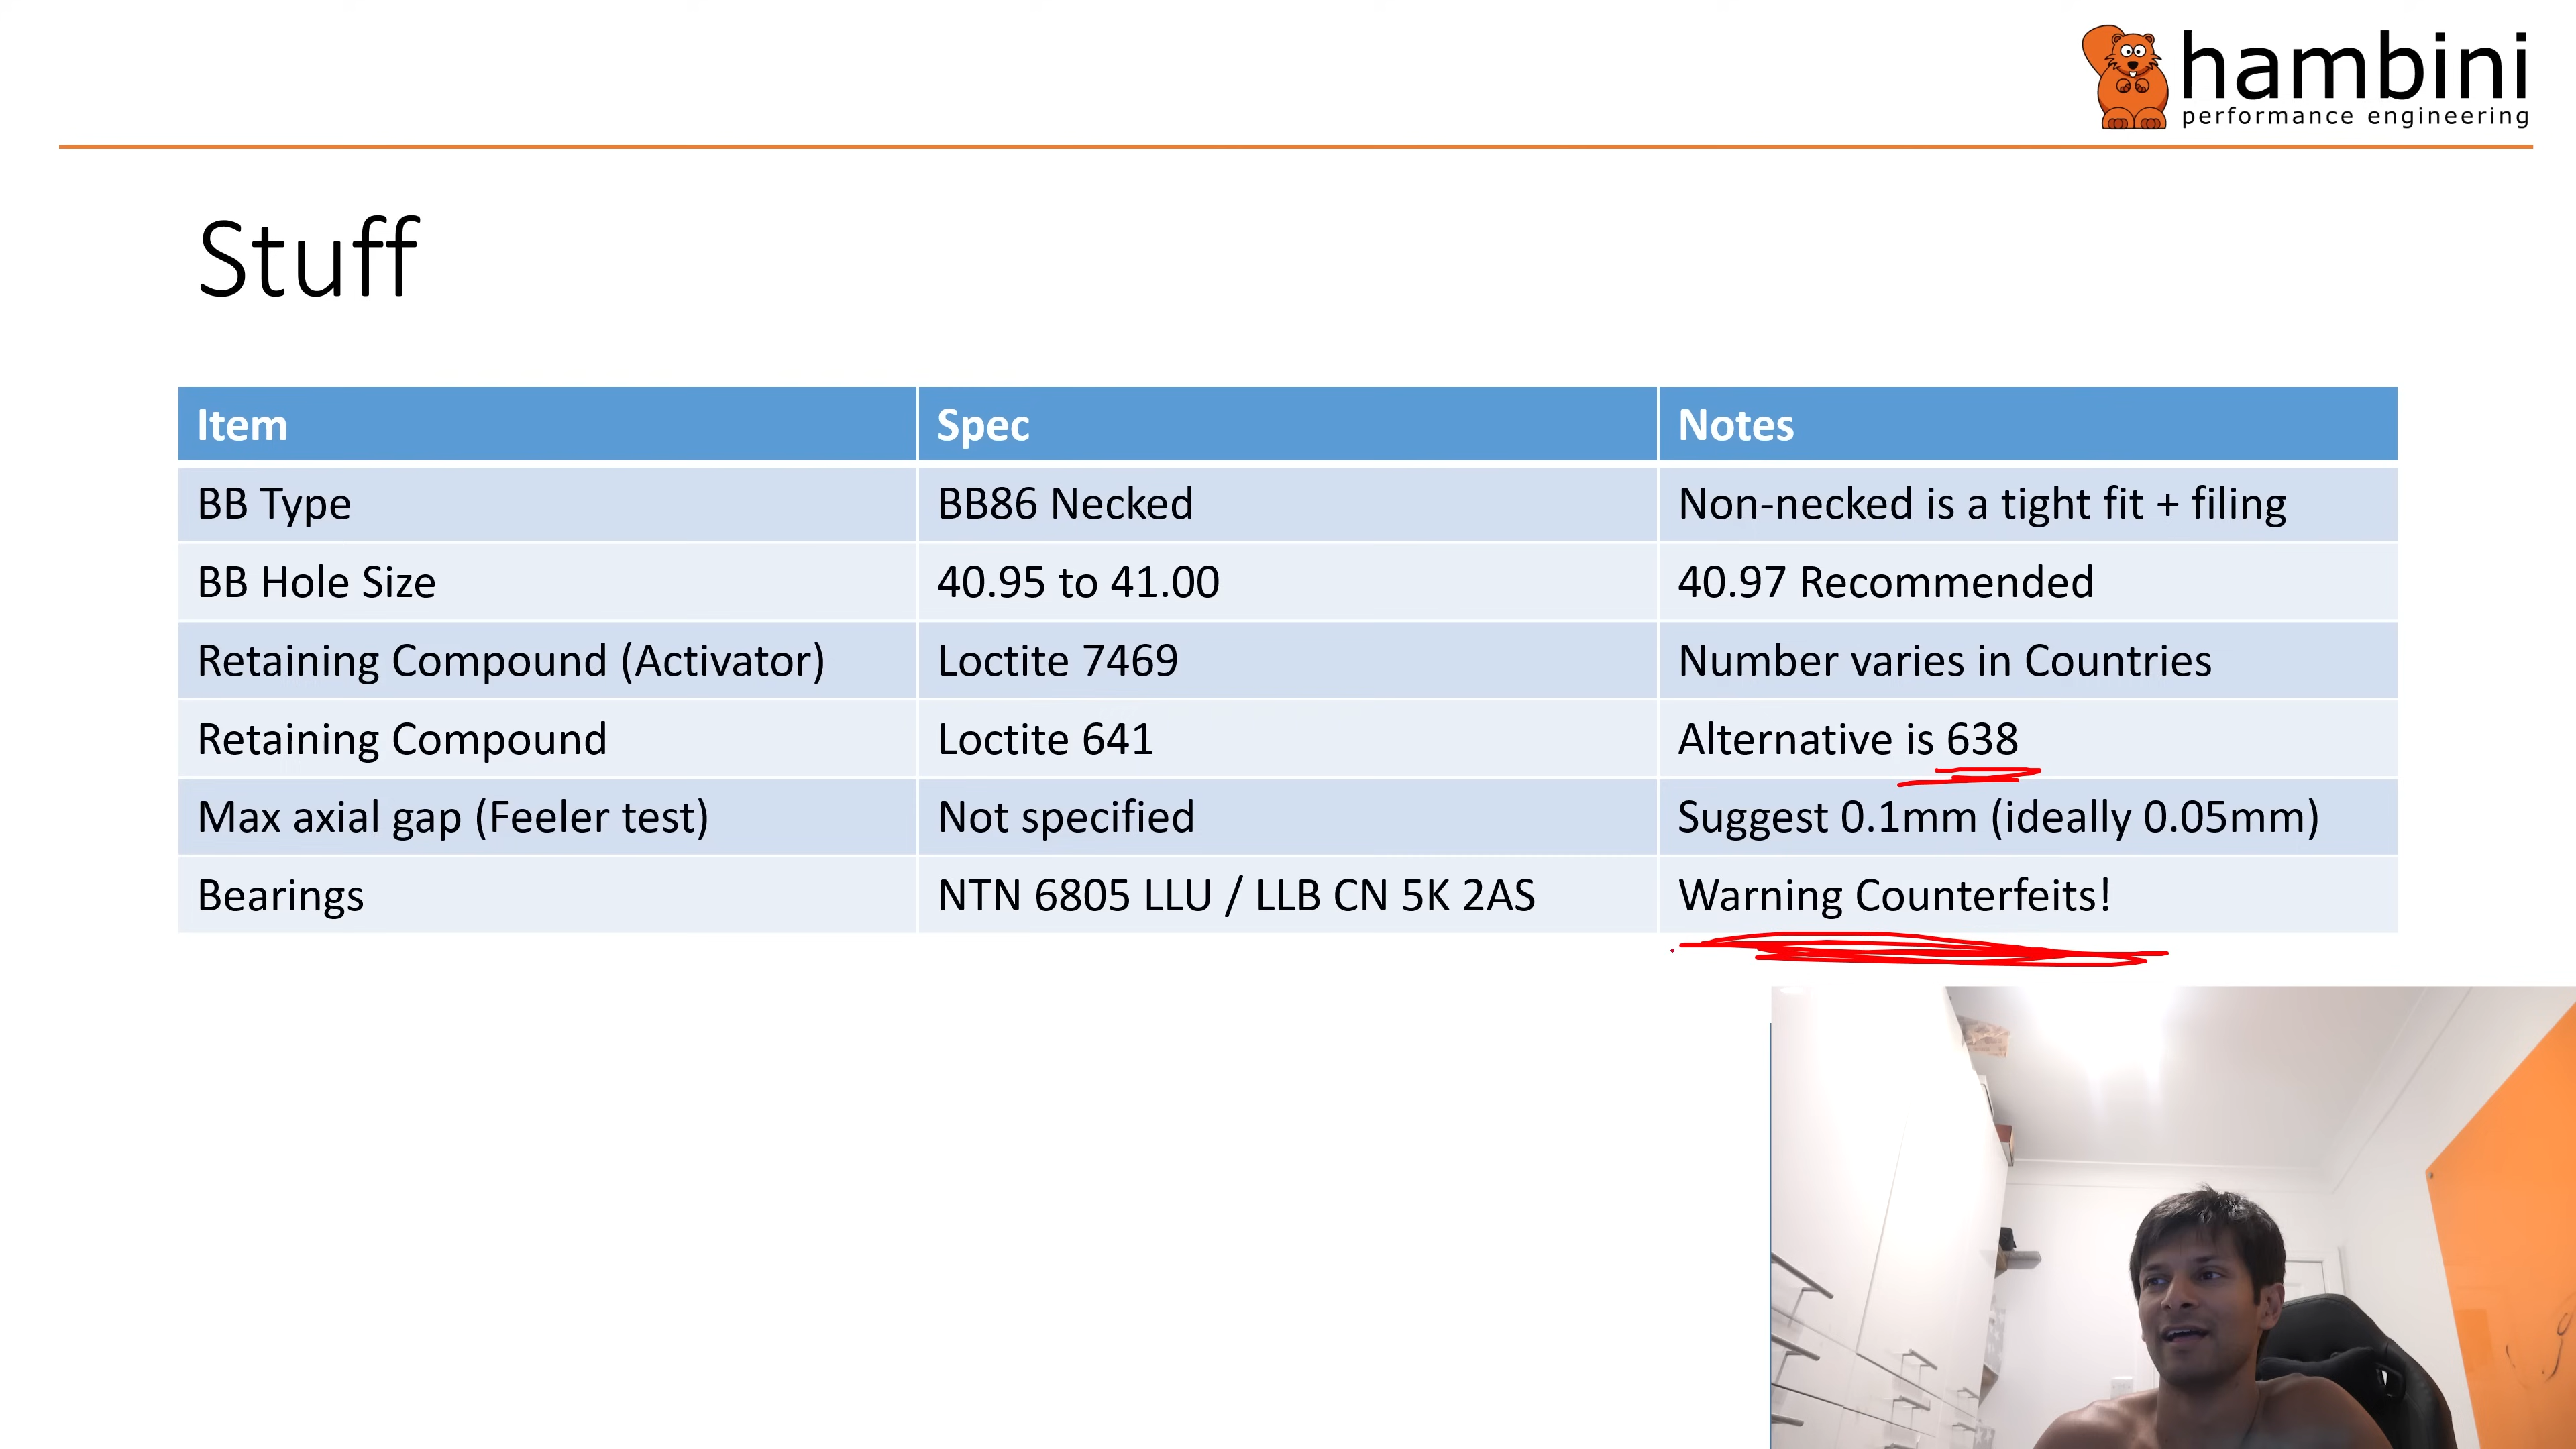 hambini
performance engineering
Stuff
Item Spec Notes
BB Type BB86 Necked Non-necked is a tight fit + filing
BB Hole Size 40.95 to 41.00 40.97 Recommended
Retaining Compound (Activator) Loctite 7469 Number varies in Countries
Retaining Compound Loctite 641 Alternative is 638
Max axial gap (Feeler test) Not specified Suggest 0.1mm (ideally 0.05mm)
Bearings NTN 6805 LLU / LLB CN 5K 2AS Warning Counterfeits!